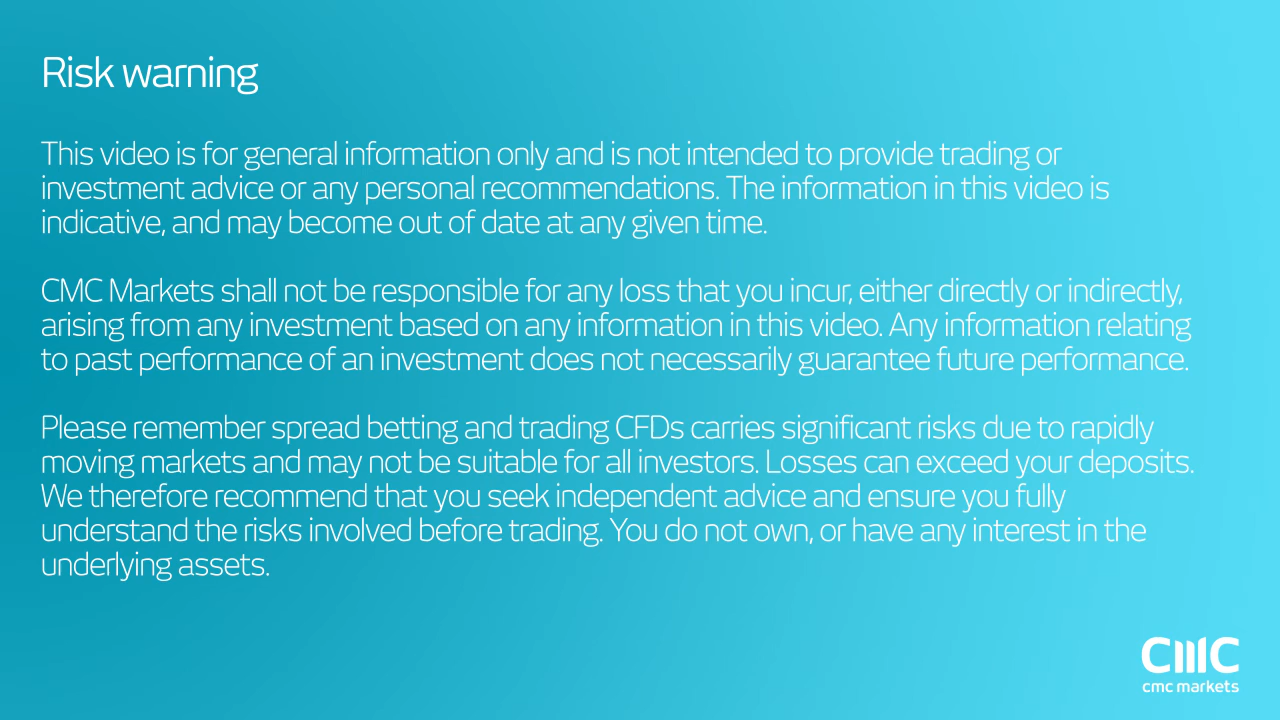 Risk warning
This video is for general information only and is not intended to provide trading or
investment advice or any personal recommendations. The information in this video is
indicative, and may become out of date at any given time.
CMC Markets shall not be responsible for any loss that you incur, either directly or indirectly,
arising from any investment based on any information in this video. Any information relating
to past performance of an investment does not necessarily guarantee future performance.
Please remember spread betting and trading CFDs carries significant risks due to rapidly
moving markets and may not be suitable for all investors. Losses can exceed your deposits.
We therefore recommend that you seek independent advice and ensure you fully
understand the risks involved before trading. You do not own, or have any interest in the
underlying assets.
CMC
cmc markets